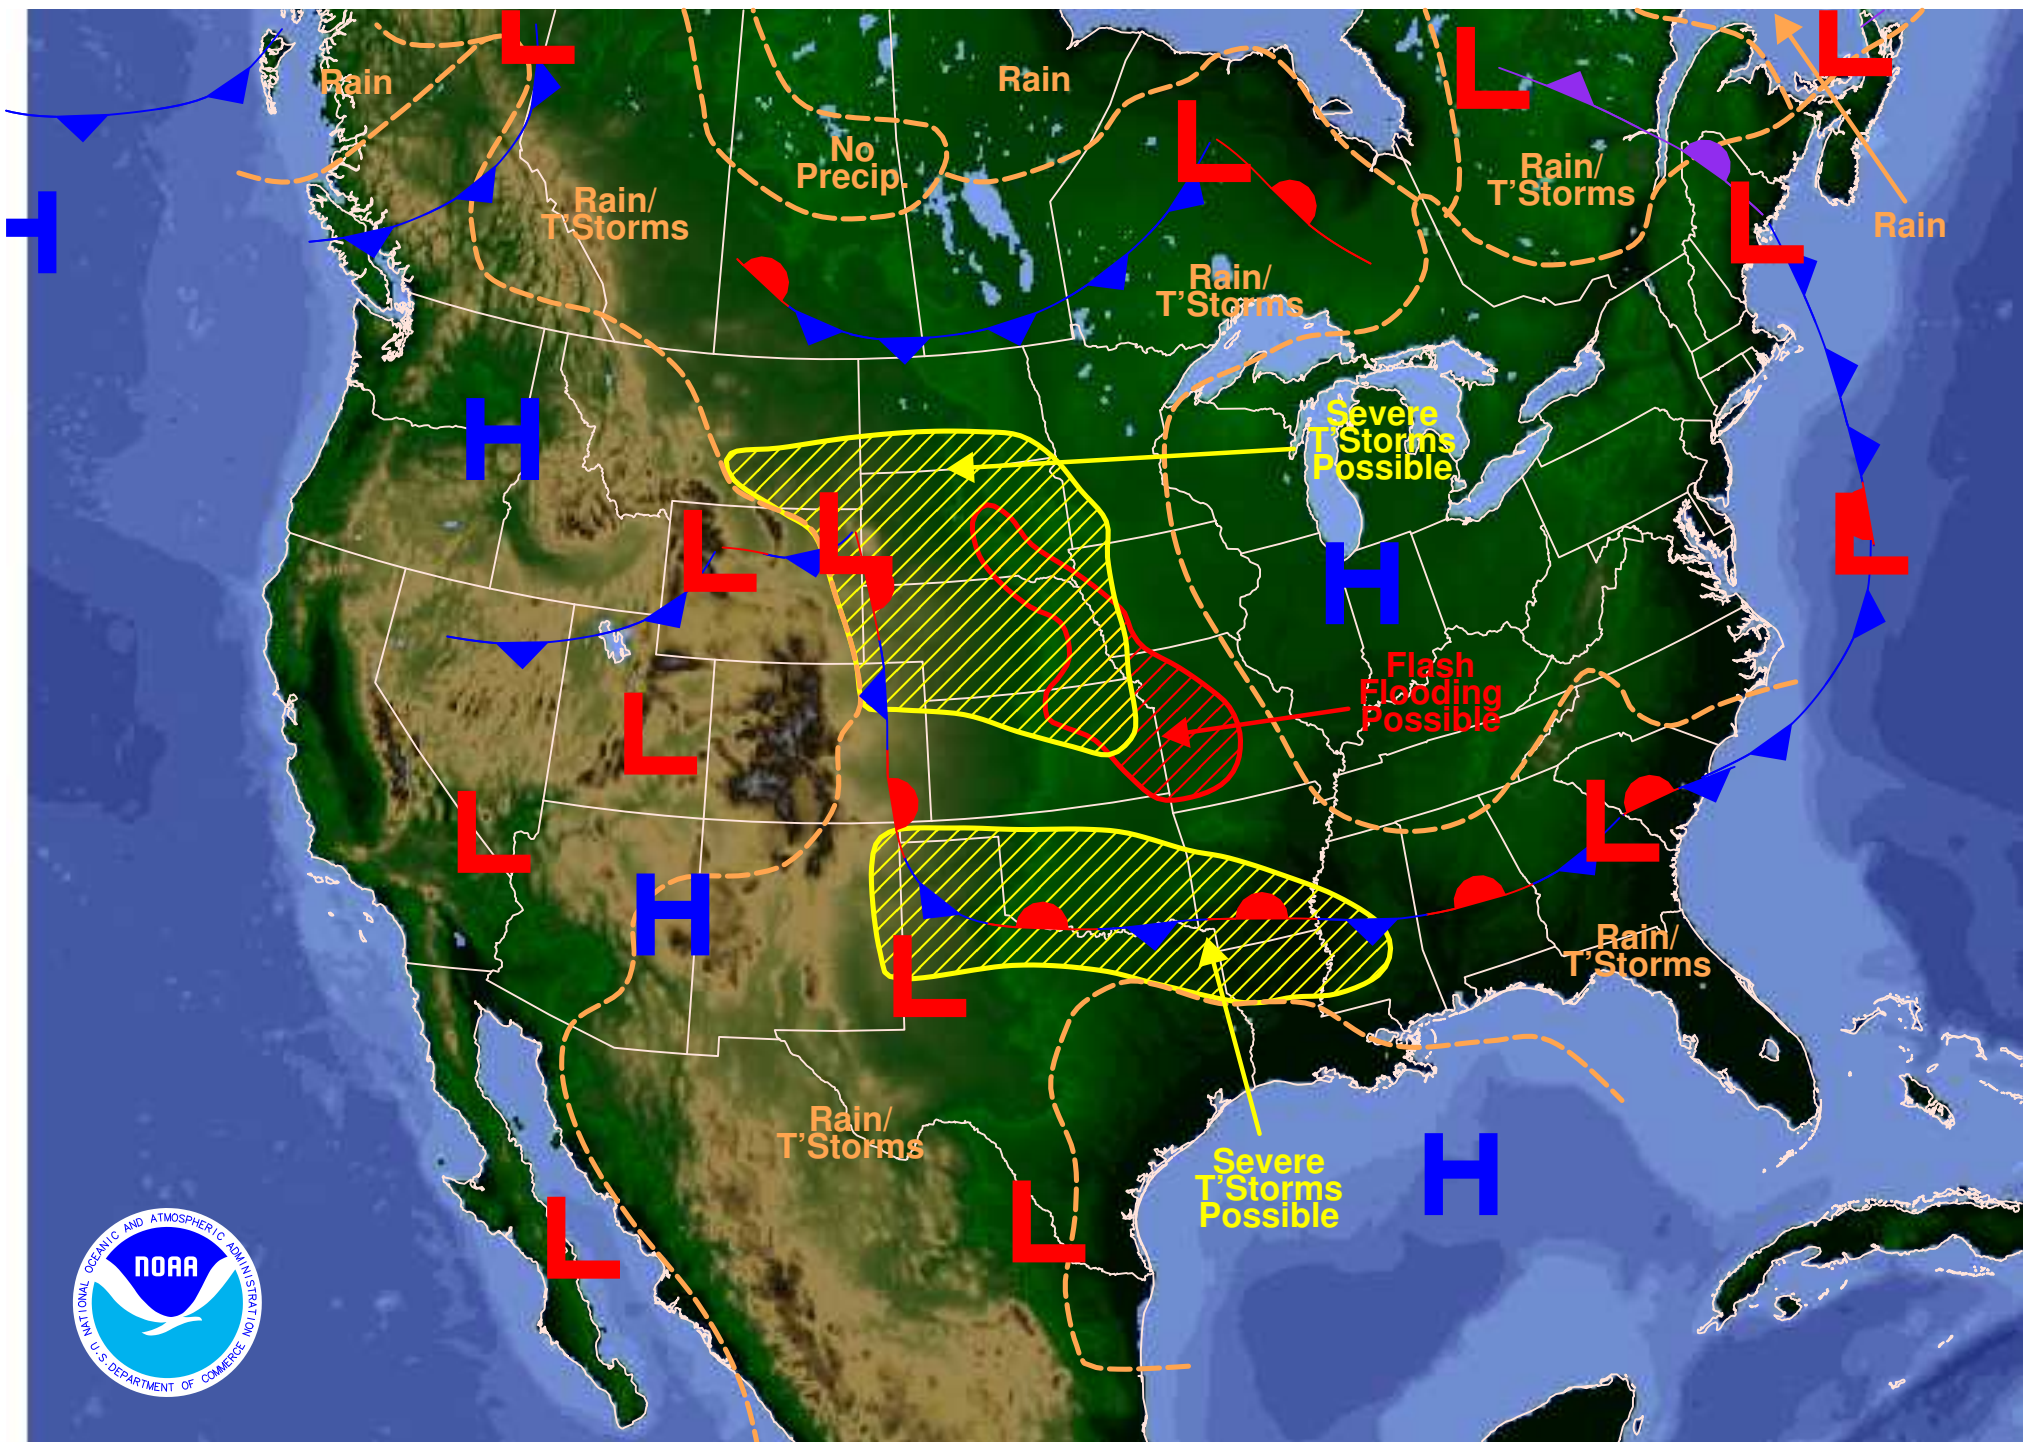 L
L
L
Rain
Rain
No
Precip.
L
Rain/
T'Storms
Rain/
T'Storms
H
L
Rain
Rain/
T'Storms
H
Severe
T'Storms
Possible
L
L
L
H
Flash
Flooding
Possible
L
L
L
H
L
Rain/
T'Storms
Rain/
T'Storms
Severe
T'Storms
Possible
H
L
L
NOAA
NATIONAL OCEANIC AND ATMOSPHERIC ADMINISTRATION
U.S. DEPARTMENT OF COMMERCE